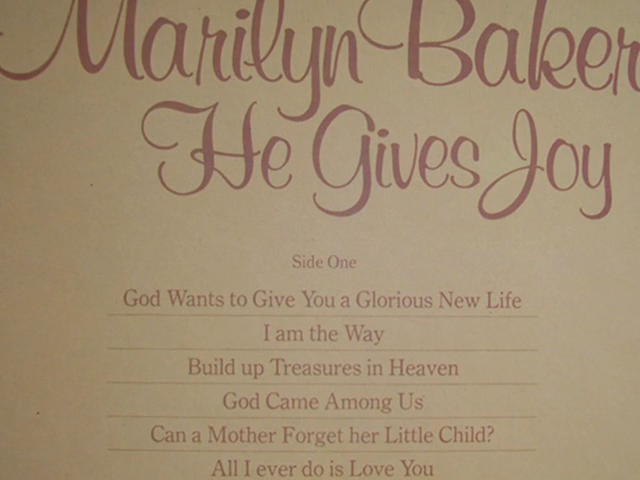 Marilyn Baker
He Gives Joy
Side One
God Wants to Give You a Glorious New Life
I am the Way
Build up Treasures in Heaven
God Came Among Us
Can a Mother Forget her Little Child?
All I ever do is Love You